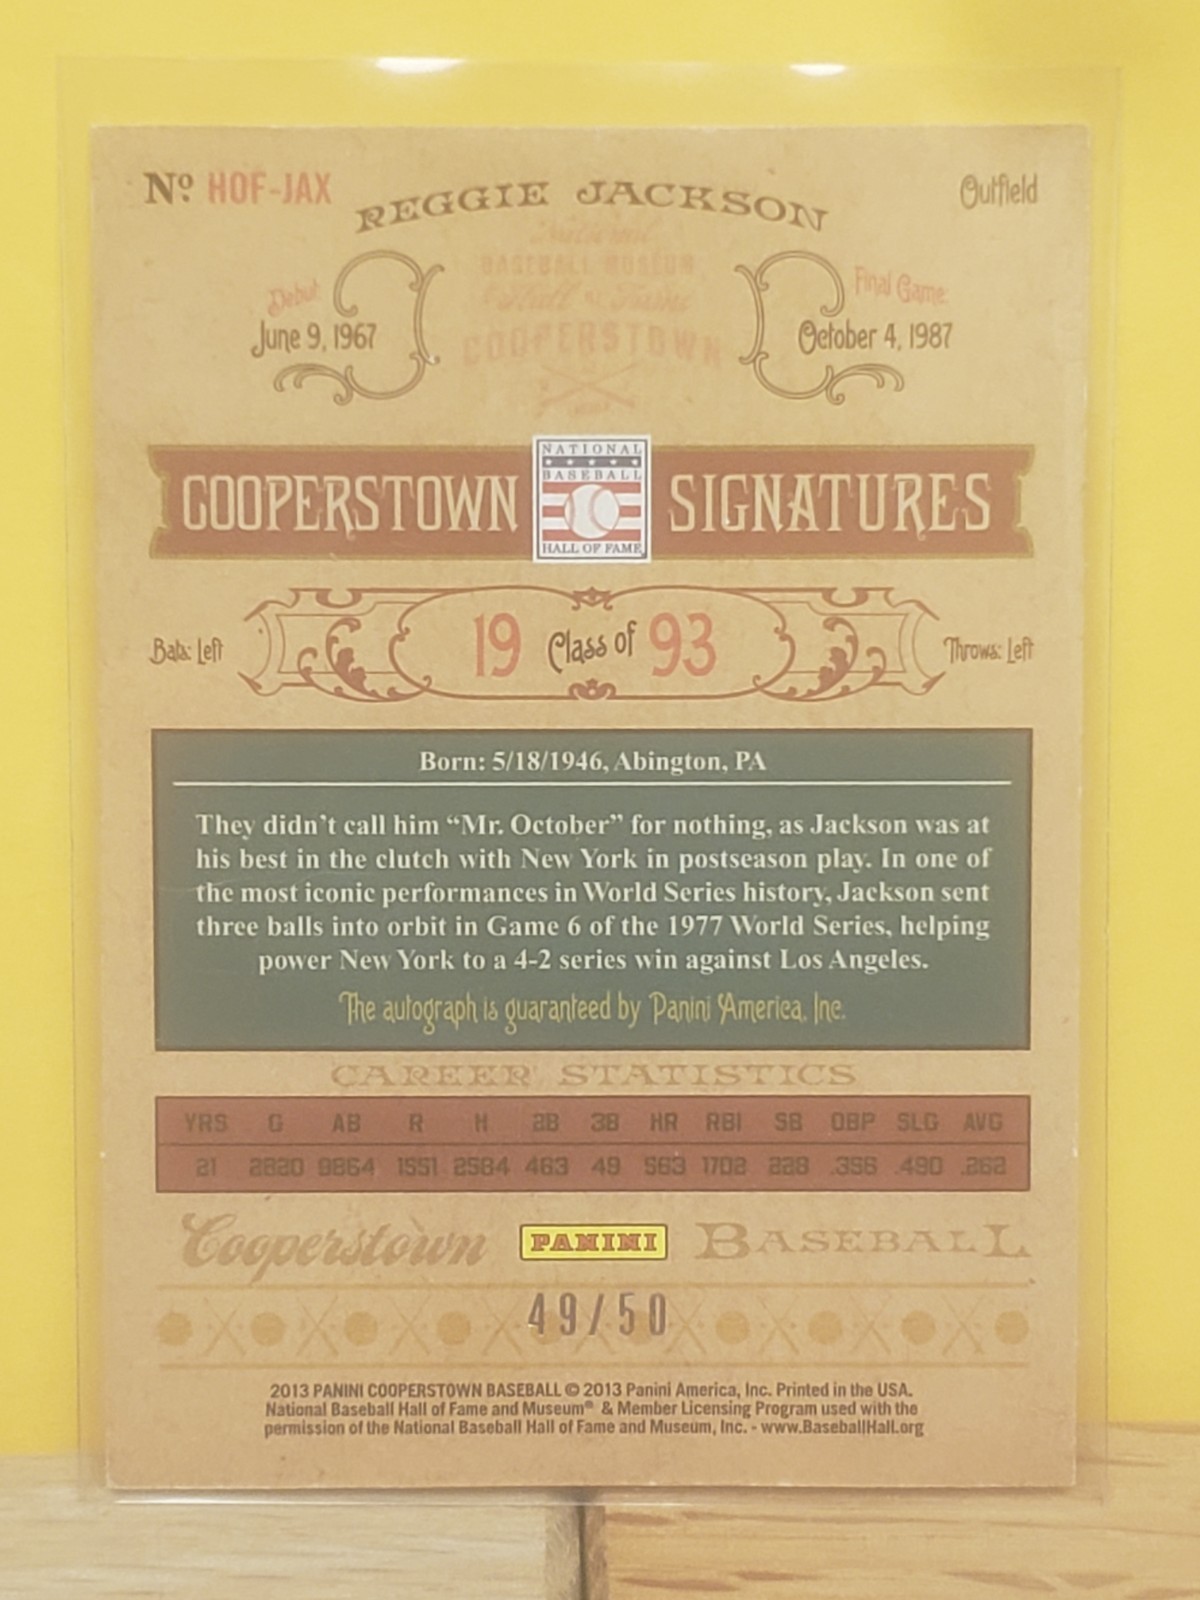 Nº HOF-JAX
REGGIE JACKSON
Outfield
National
BASEBALL MUSEUM
& Hall of Fame
COOPERSTOWN
Debut:
June 9, 1967
Final Game:
October 4, 1987
COOPERSTOWN SIGNATURES
NATIONAL
BASEBALL
HALL OF FAME
Bats: Left
19 Class of 93
Throws: Left
Born: 5/18/1946, Abington, PA
They didn't call him “Mr. October” for nothing, as Jackson was at
his best in the clutch with New York in postseason play. In one of
the most iconic performances in World Series history, Jackson sent
three balls into orbit in Game 6 of the 1977 World Series, helping
power New York to a 4-2 series win against Los Angeles.
The autograph is guaranteed by Panini America, Inc.
CAREER STATISTICS
YRS G AB R H 2B 3B HR RBI SB OBP SLG AVG
21 2820 9864 1551 2584 463 49 563 1702 228 .356 .490 .262
Cooperstown PANINI BASEBALL
49/50
2013 PANINI COOPERSTOWN BASEBALL © 2013 Panini America, Inc. Printed in the USA.
National Baseball Hall of Fame and Museum® & Member Licensing Program used with the
permission of the National Baseball Hall of Fame and Museum, Inc. - www.BaseballHall.org